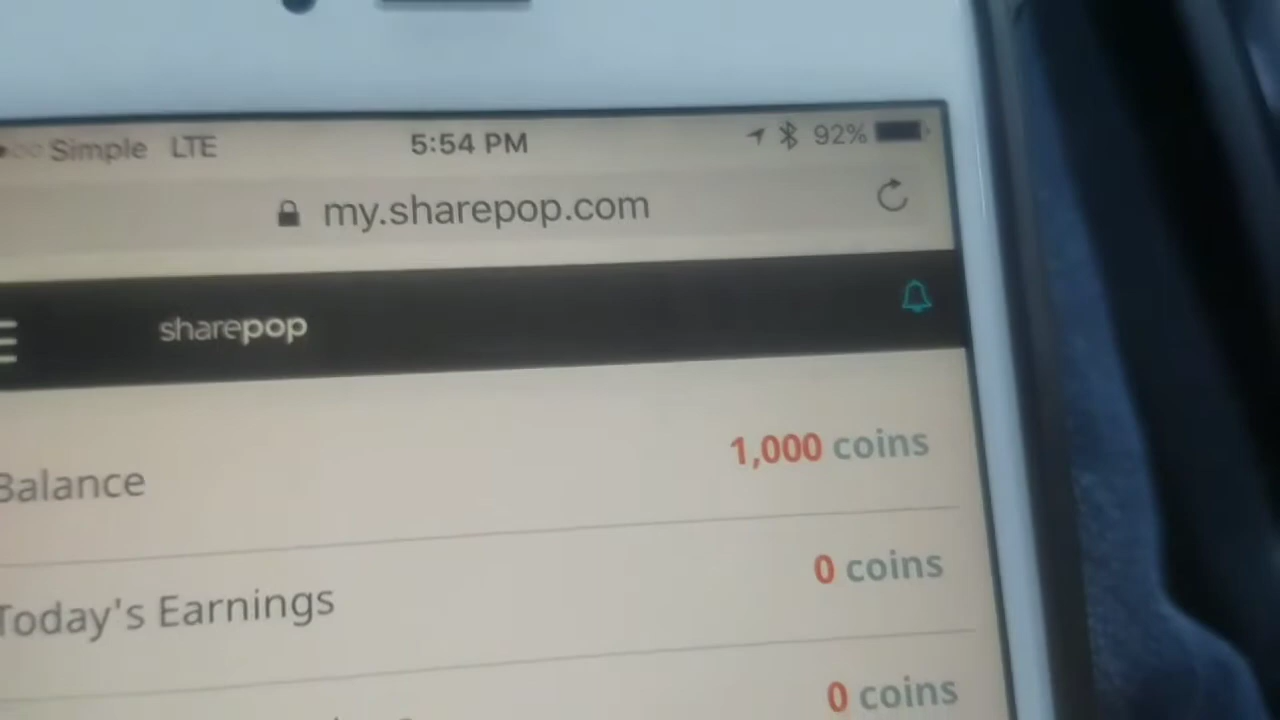 Simple LTE 5:54 PM 92%
my.sharepop.com
sharepop
Balance 1,000 coins
Today's Earnings 0 coins
0 coins